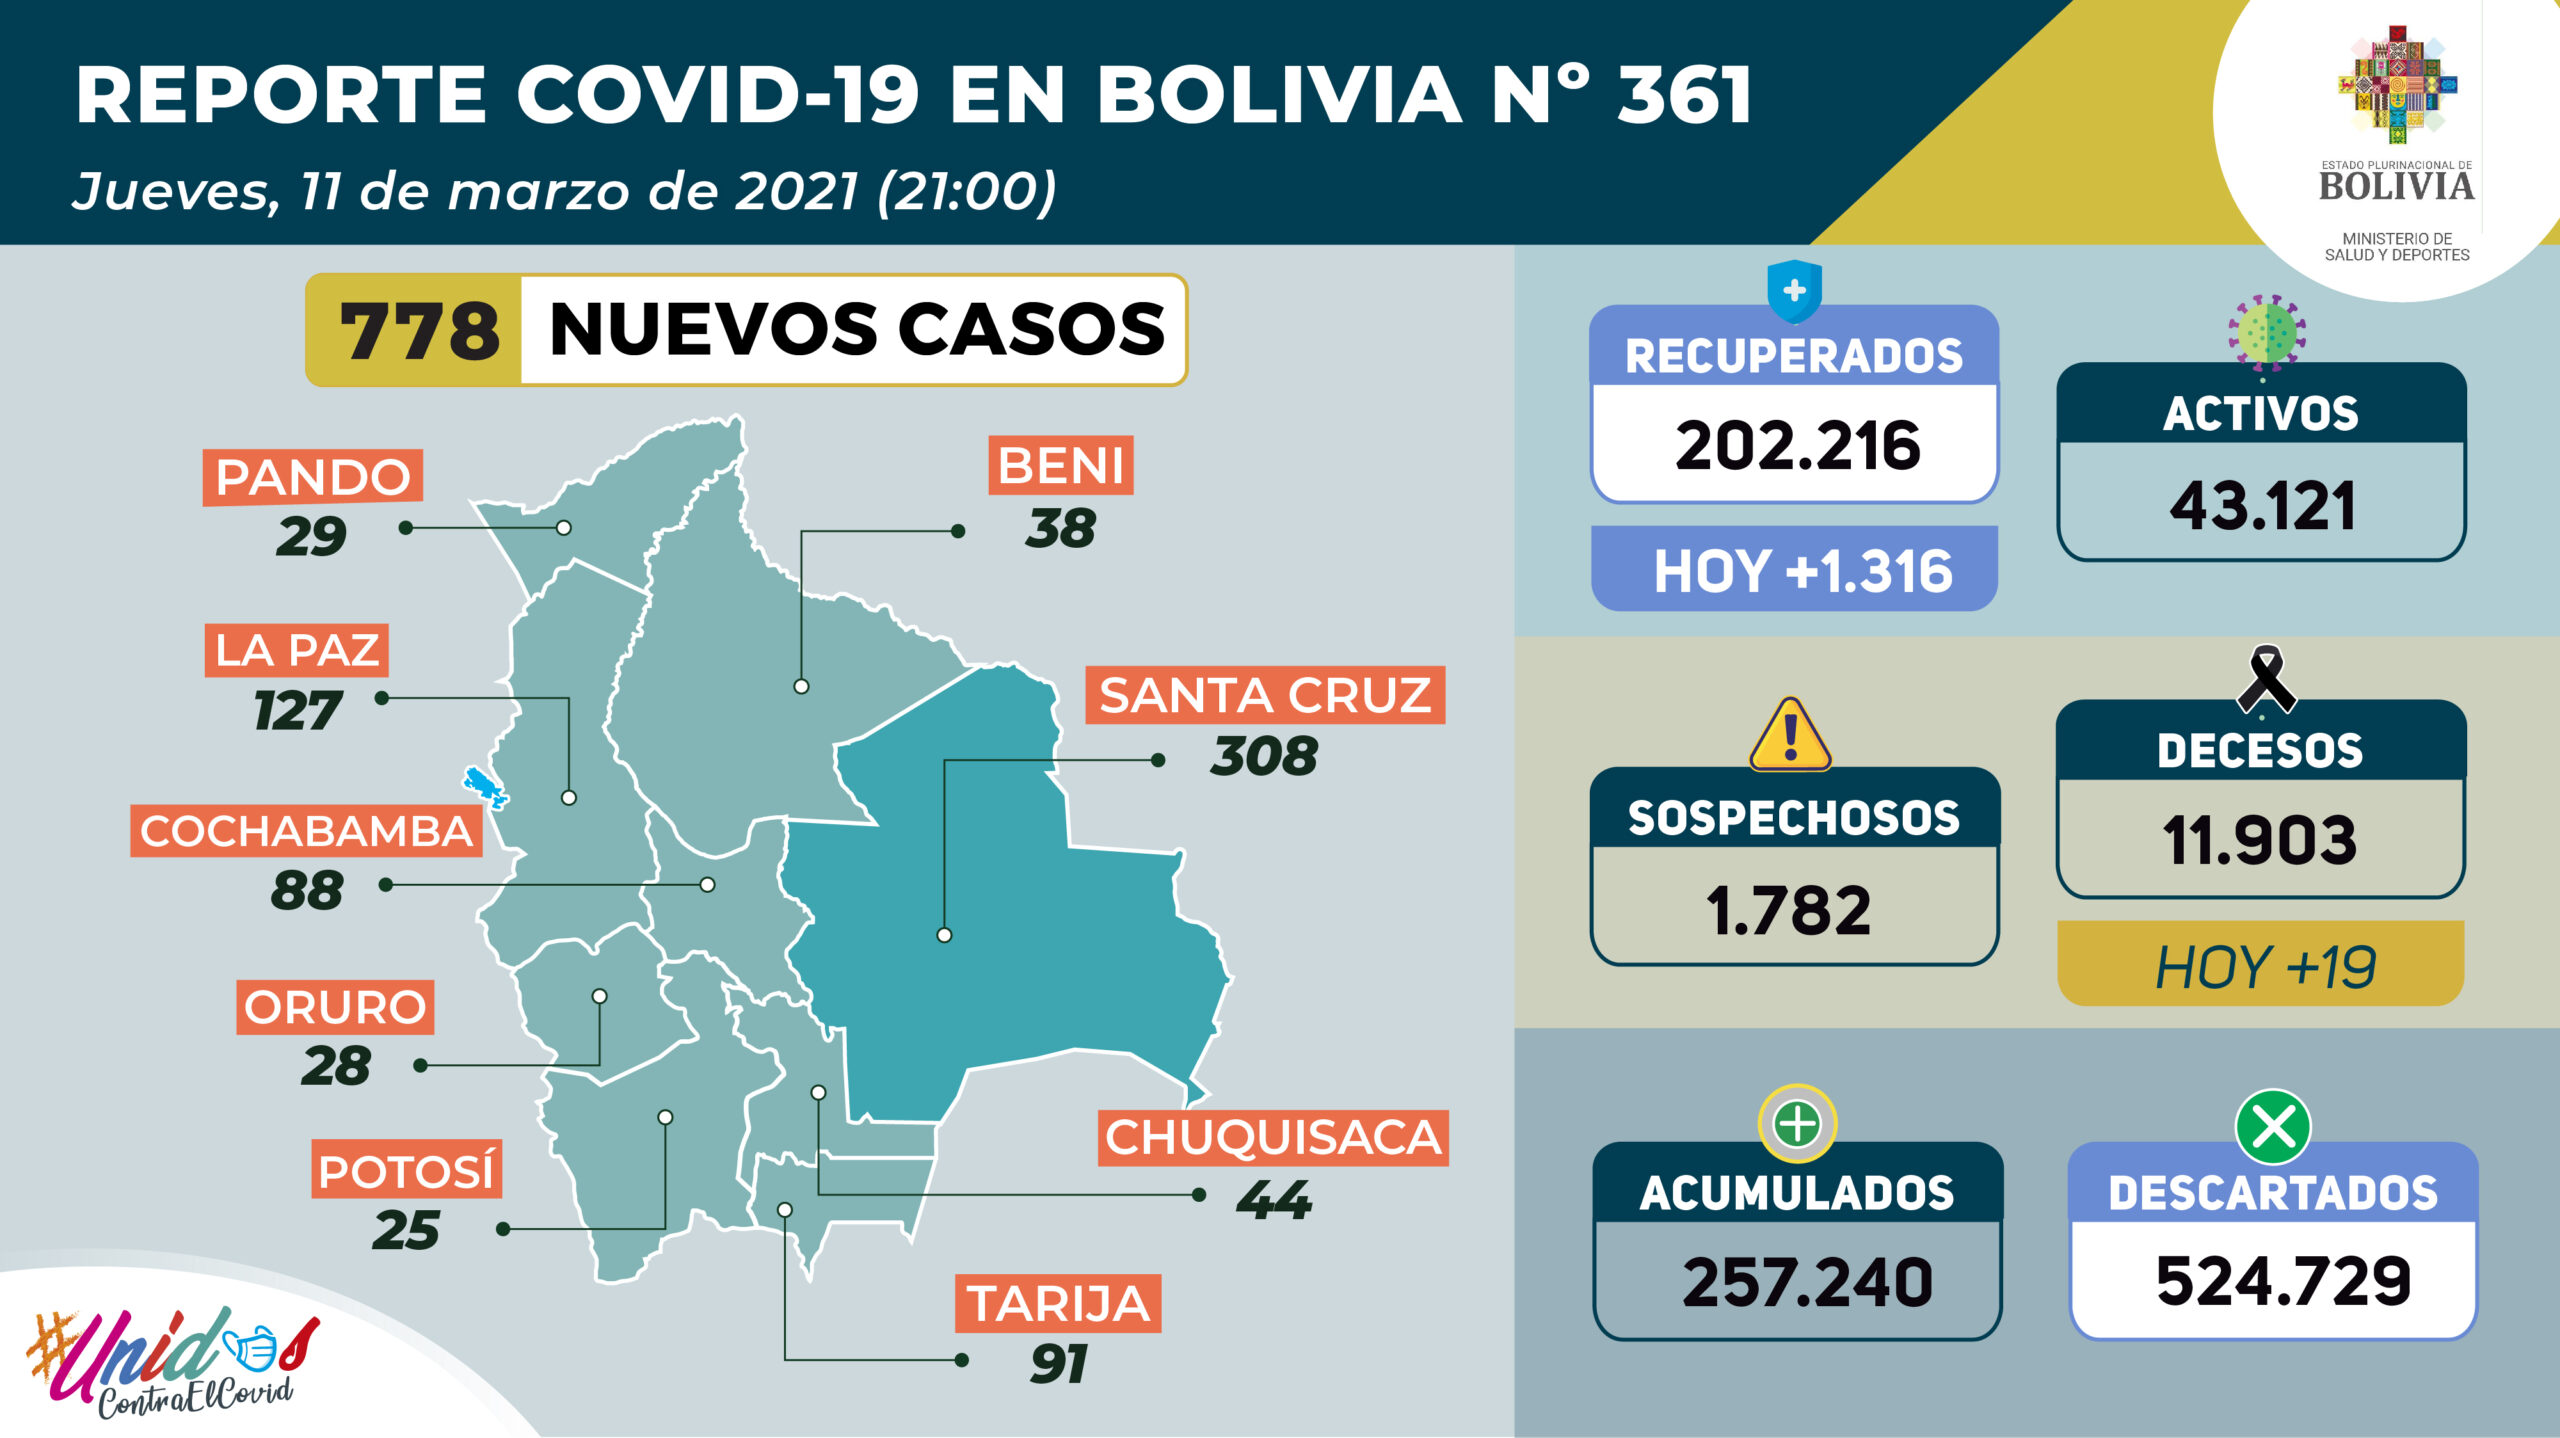 REPORTE COVID-19 EN BOLIVIA Nº 361
Jueves, 11 de marzo de 2021 (21:00)
ESTADO PLURINACIONAL DE
BOLIVIA
MINISTERIO DE
SALUD Y DEPORTES
778 NUEVOS CASOS
PANDO
29
BENI
38
LA PAZ
127
SANTA CRUZ
308
COCHABAMBA
88
ORURO
28
CHUQUISACA
44
POTOSÍ
25
TARIJA
91
#Unidos
ContraElCovid
RECUPERADOS
202.216
HOY +1.316
ACTIVOS
43.121
SOSPECHOSOS
1.782
DECESOS
11.903
HOY +19
ACUMULADOS
257.240
DESCARTADOS
524.729